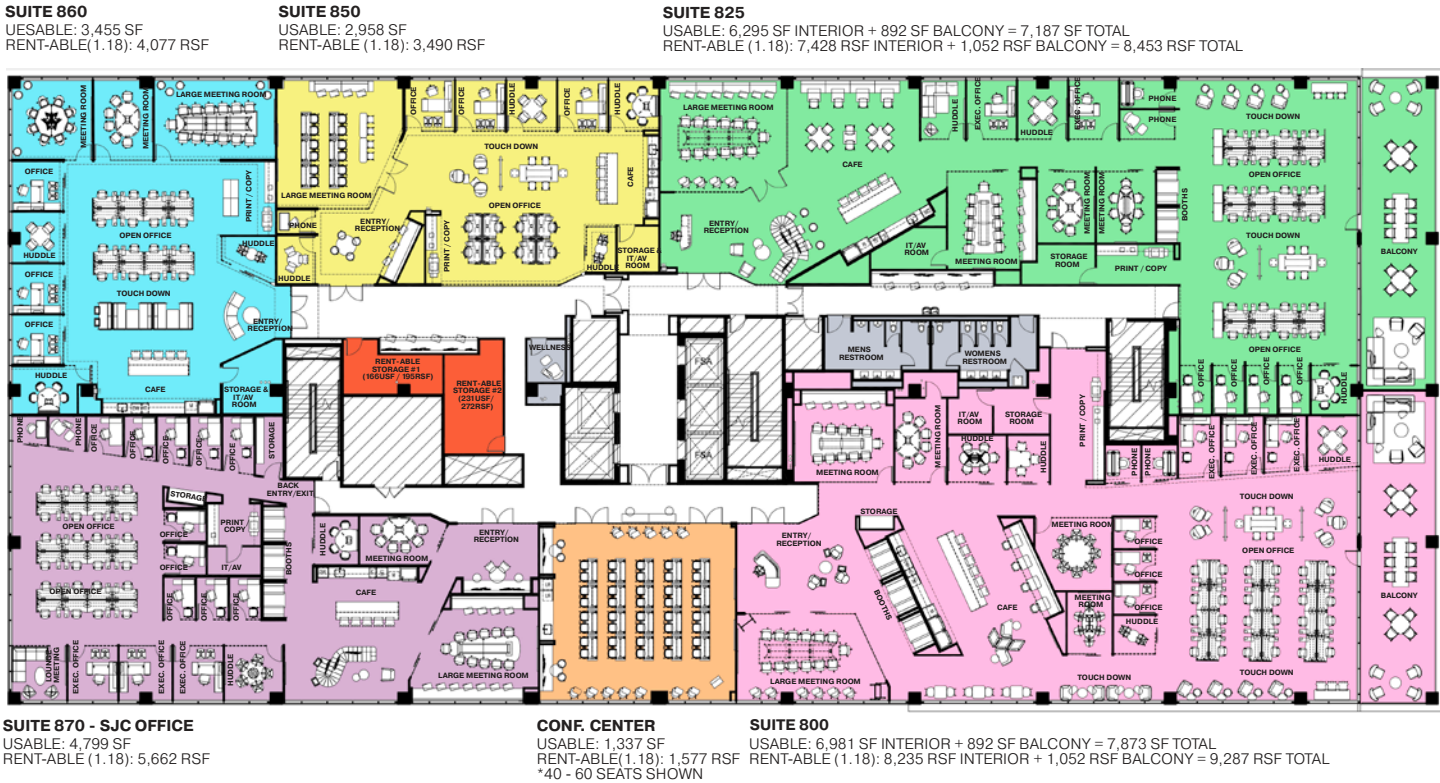 SUITE 860
UESABLE: 3,455 SF
RENT-ABLE(1.18): 4,077 RSF
SUITE 850
USABLE: 2,958 SF
RENT-ABLE (1.18): 3,490 RSF
SUITE 825
USABLE: 6,295 SF INTERIOR + 892 SF BALCONY = 7,187 SF TOTAL
RENT-ABLE (1.18): 7,428 RSF INTERIOR + 1,052 RSF BALCONY = 8,453 RSF TOTAL
MEETING ROOM
MEETING ROOM
LARGE MEETING ROOM
OFFICE
HUDDLE
OFFICE
OFFICE
HUDDLE
PRINT / COPY
OPEN OFFICE
HUDDLE
TOUCH DOWN
ENTRY/
RECEPTION
CAFE
STORAGE &
IT/AV
ROOM
LARGE MEETING ROOM
OFFICE
OFFICE
HUDDLE
OFFICE
HUDDLE
TOUCH DOWN
CAFE
OPEN OFFICE
PHONE
ENTRY/
RECEPTION
HUDDLE
PRINT / COPY
HUDDLE
STORAGE &
IT/AV
ROOM
LARGE MEETING ROOM
CAFE
HUDDLE
EXEC. OFFICE
HUDDLE
EXEC. OFFICE
PHONE
PHONE
TOUCH DOWN
OPEN OFFICE
ENTRY/
RECEPTION
IT/AV
ROOM
MEETING ROOM
MEETING ROOM
MEETING ROOM
BOOTHS
STORAGE
ROOM
PRINT / COPY
TOUCH DOWN
BALCONY
OPEN OFFICE
OFFICE
OFFICE
OFFICE
OFFICE
HUDDLE
RENT-ABLE
STORAGE #1
(166USF / 195RSF)
RENT-ABLE
STORAGE #2
(231USF/
272RSF)
WELLNESS
FSA
FSA
MENS
RESTROOM
WOMENS
RESTROOM
PHONE
PHONE
OFFICE
OFFICE
OFFICE
OFFICE
OFFICE
STORAGE
BACK
ENTRY/EXIT
STORAGE
OPEN OFFICE
OFFICE
PRINT
COPY
OFFICE
IT/AV
BOOTHS
OPEN OFFICE
OFFICE
OFFICE
OFFICE
HUDDLE
MEETING ROOM
ENTRY/
RECEPTION
CAFE
LOUNGE
MEETING
EXEC. OFFICE
EXEC. OFFICE
EXEC. OFFICE
HUDDLE
LARGE MEETING ROOM
MEETING ROOM
MEETING ROOM
IT/AV
ROOM
STORAGE
ROOM
HUDDLE
HUDDLE
PRINT / COPY
PHONE
PHONE
EXEC. OFFICE
EXEC. OFFICE
EXEC. OFFICE
HUDDLE
STORAGE
ENTRY/
RECEPTION
BOOTHS
CAFE
MEETING ROOM
OFFICE
OFFICE
OFFICE
MEETING
ROOM
HUDDLE
TOUCH DOWN
OPEN OFFICE
BALCONY
LARGE MEETING ROOM
TOUCH DOWN
TOUCH DOWN
SUITE 870 - SJC OFFICE
USABLE: 4,799 SF
RENT-ABLE (1.18): 5,662 RSF
CONF. CENTER
USABLE: 1,337 SF
RENT-ABLE(1.18): 1,577 RSF
*40 - 60 SEATS SHOWN
SUITE 800
USABLE: 6,981 SF INTERIOR + 892 SF BALCONY = 7,873 SF TOTAL
RENT-ABLE (1.18): 8,235 RSF INTERIOR + 1,052 RSF BALCONY = 9,287 RSF TOTAL